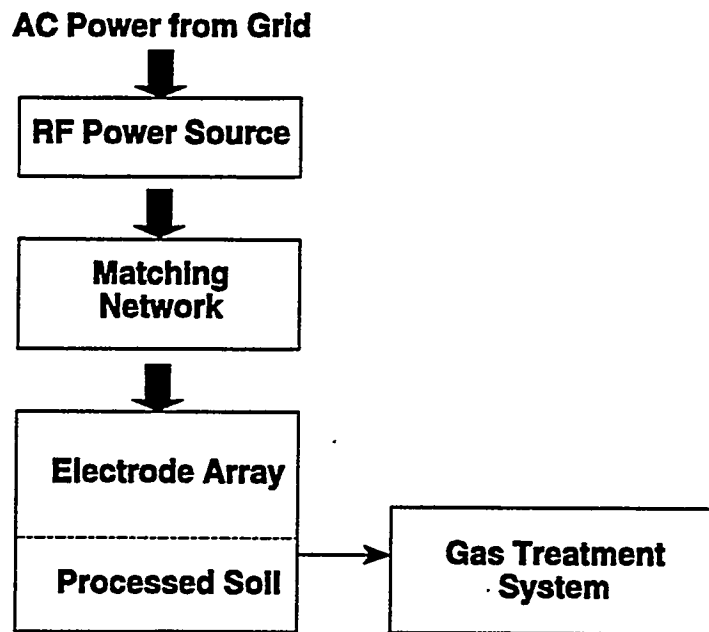 AC Power from Grid
RF Power Source
Matching
Network
Electrode Array
Processed Soil
Gas Treatment
System